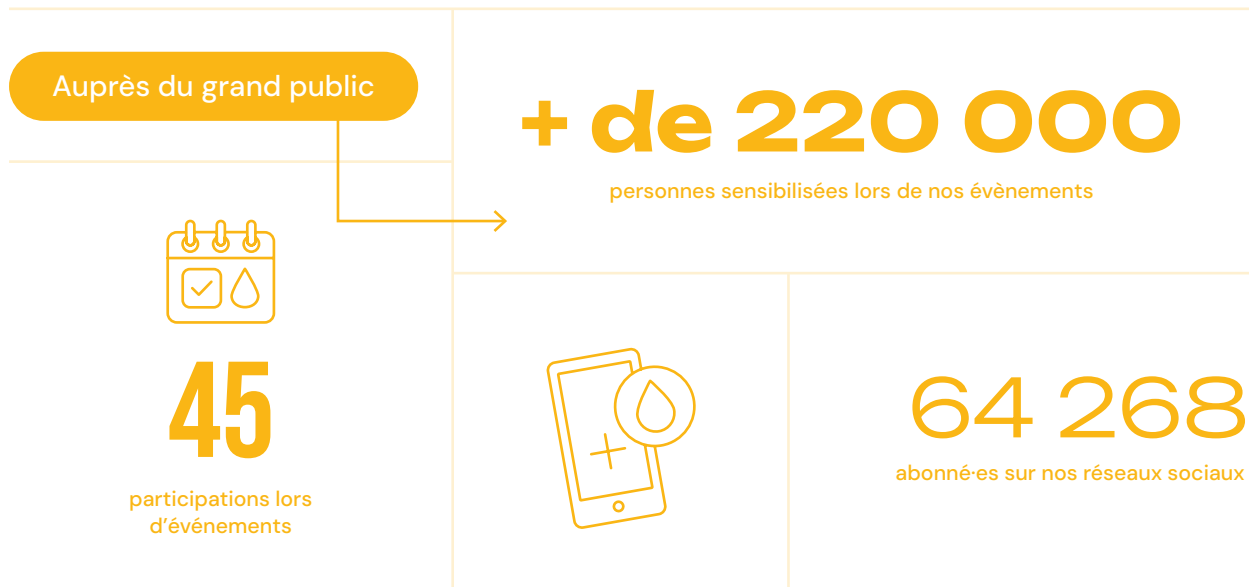 Auprès du grand public
+ de 220 000
personnes sensibilisées lors de nos évènements
45
participations lors
d’événements
64 268
abonné·es sur nos réseaux sociaux